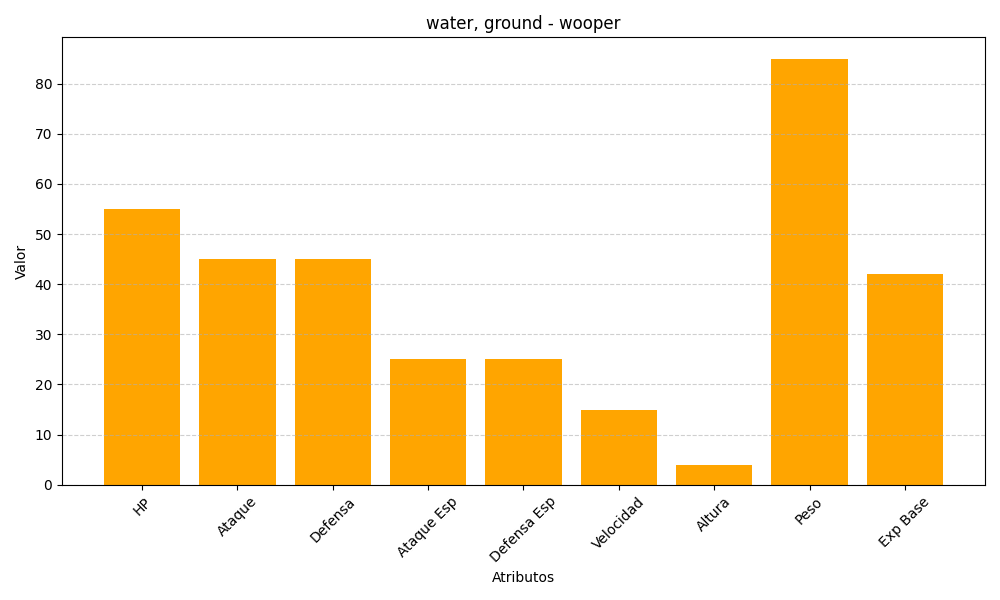 water, ground - wooper
Valor
80
70
60
50
40
30
20
10
0
HP
Ataque
Defensa
Ataque Esp
Defensa Esp
Velocidad
Altura
Peso
Exp Base
Atributos